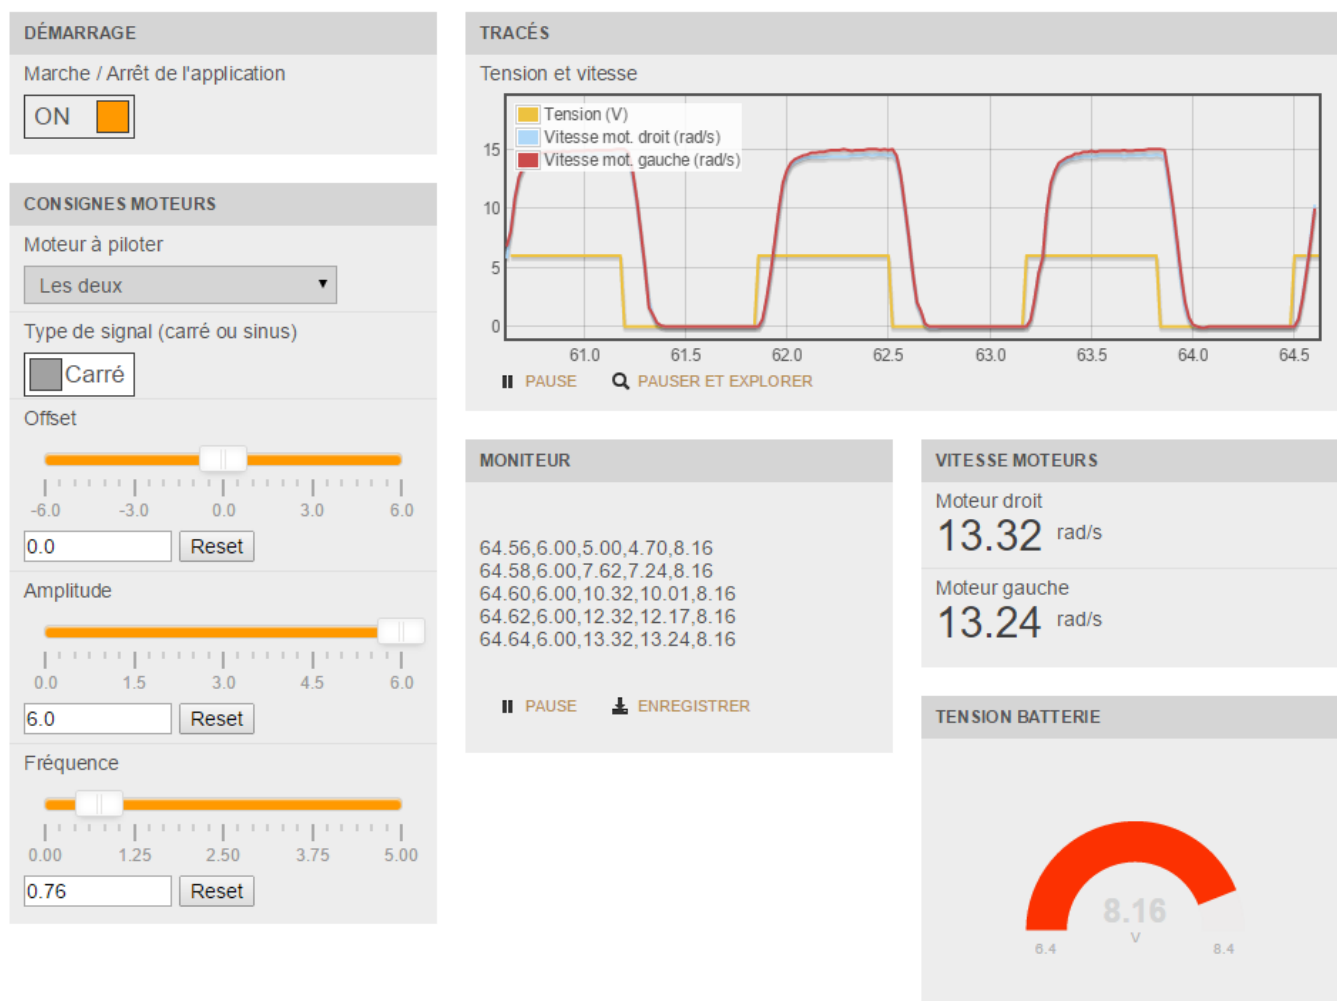 DÉMARRAGE
Marche / Arrêt de l'application
ON
CONSIGNES MOTEURS
Moteur à piloter
Les deux
Type de signal (carré ou sinus)
Carré
Offset
-6.0 -3.0 0.0 3.0 6.0
0.0 Reset
Amplitude
0.0 1.5 3.0 4.5 6.0
6.0 Reset
Fréquence
0.00 1.25 2.50 3.75 5.00
0.76 Reset
TRACÉS
Tension et vitesse
Tension (V)
Vitesse mot. droit (rad/s)
Vitesse mot. gauche (rad/s)
15
10
5
0
61.0 61.5 62.0 62.5 63.0 63.5 64.0 64.5
PAUSE PAUSER ET EXPLORER
MONITEUR
64.56,6.00,5.00,4.70,8.16
64.58,6.00,7.62,7.24,8.16
64.60,6.00,10.32,10.01,8.16
64.62,6.00,12.32,12.17,8.16
64.64,6.00,13.32,13.24,8.16
PAUSE ENREGISTRER
VITESSE MOTEURS
Moteur droit
13.32 rad/s
Moteur gauche
13.24 rad/s
TENSION BATTERIE
8.16
V
6.4 8.4